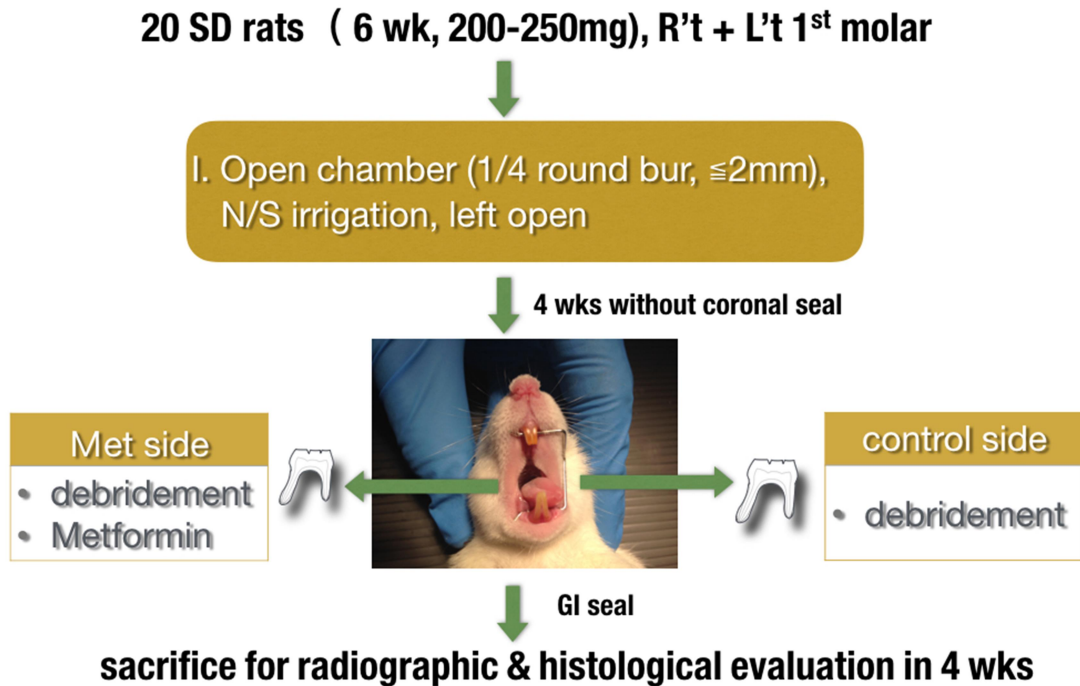 20 SD rats ( 6 wk, 200-250mg), R't + L't 1st molar
I. Open chamber (1/4 round bur, ≦2mm),
N/S irrigation, left open
4 wks without coronal seal
Met side
• debridement
• Metformin
control side
• debridement
GI seal
sacrifice for radiographic & histological evaluation in 4 wks